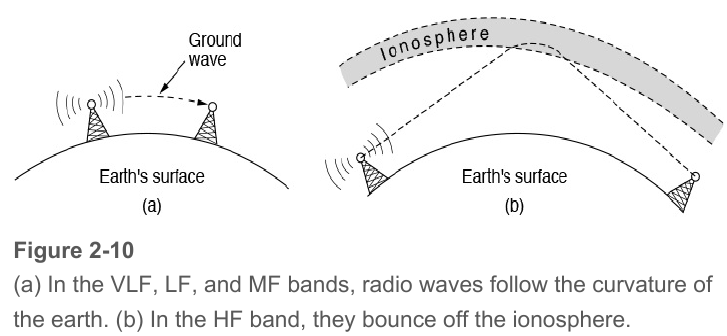 Ground
wave
Earth's surface
(a)
Ionosphere
Earth's surface
(b)
Figure 2-10
(a) In the VLF, LF, and MF bands, radio waves follow the curvature of
the earth. (b) In the HF band, they bounce off the ionosphere.